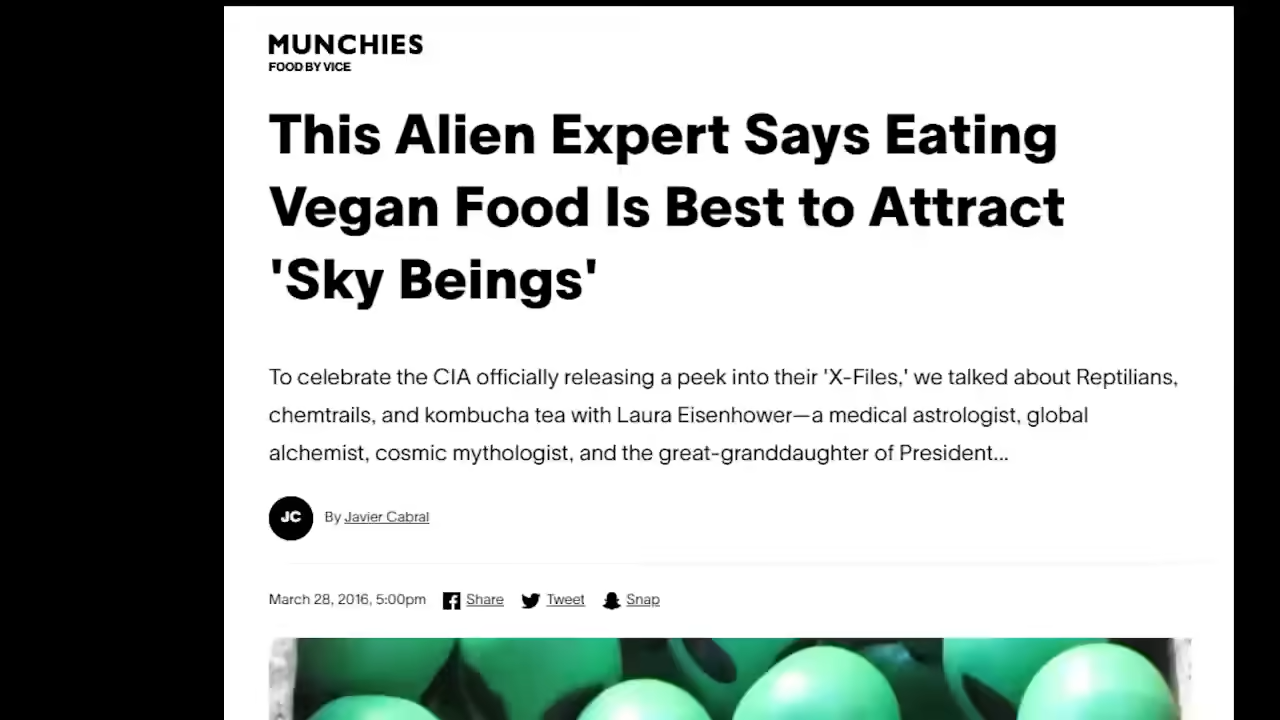 MUNCHIES
FOOD BY VICE
This Alien Expert Says Eating
Vegan Food Is Best to Attract
'Sky Beings'
To celebrate the CIA officially releasing a peek into their 'X-Files,' we talked about Reptilians,
chemtrails, and kombucha tea with Laura Eisenhower—a medical astrologist, global
alchemist, cosmic mythologist, and the great-granddaughter of President...
JC By Javier Cabral
March 28, 2016, 5:00pm Share Tweet Snap